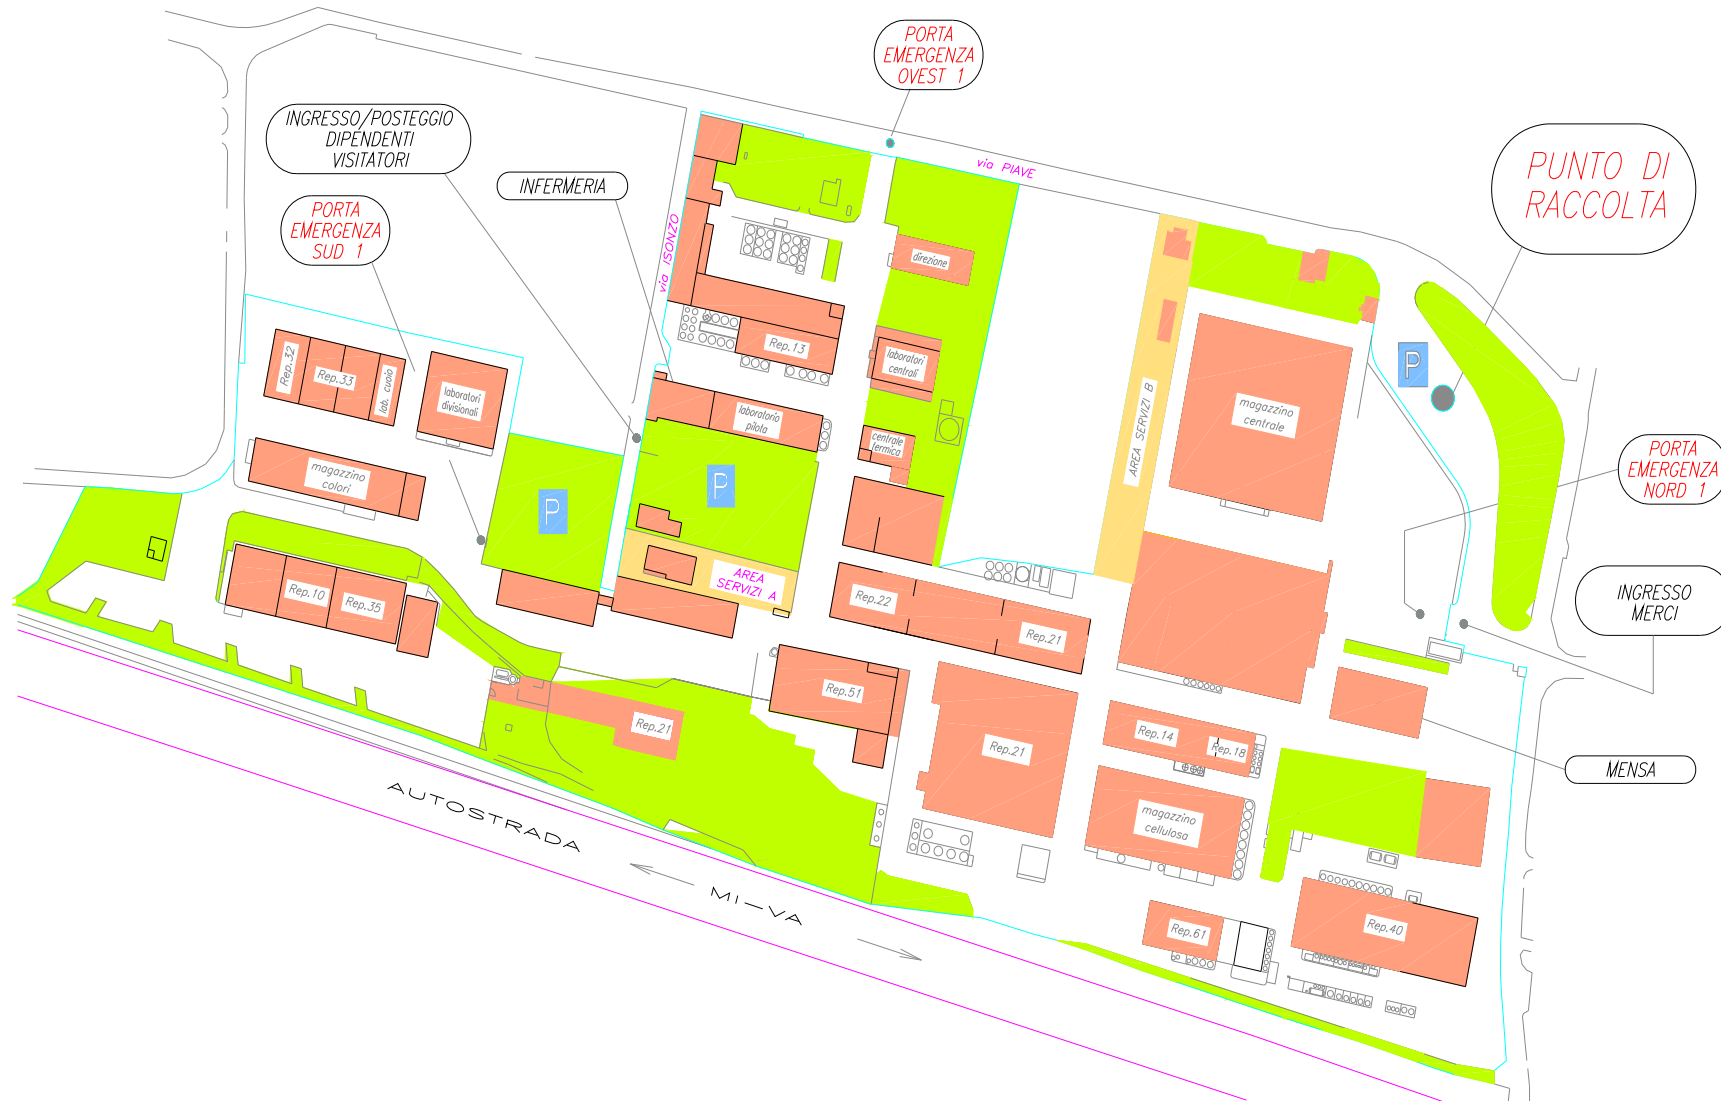 PORTA
EMERGENZA
OVEST 1
INGRESSO/POSTEGGIO
DIPENDENTI
VISITATORI
INFERMERIA
PORTA
EMERGENZA
SUD 1
via ISONZO
via PIAVE
PUNTO DI
RACCOLTA
direzione
Rep.13
laboratori
centrali
Rep.32
Rep.33
lab. cuoio
laboratori
divisionali
laboratorio
pilota
centrale
termica
magazzino
centrale
AREA SERVIZI B
P
PORTA
EMERGENZA
NORD 1
magazzino
colori
P
P
AREA
SERVIZI A
Rep.10
Rep.35
Rep.22
Rep.21
INGRESSO
MERCI
Rep.51
Rep.21
Rep.21
Rep.14
Rep.18
MENSA
magazzino
cellulosa
AUTOSTRADA
MI–VA
Rep.61
Rep.40